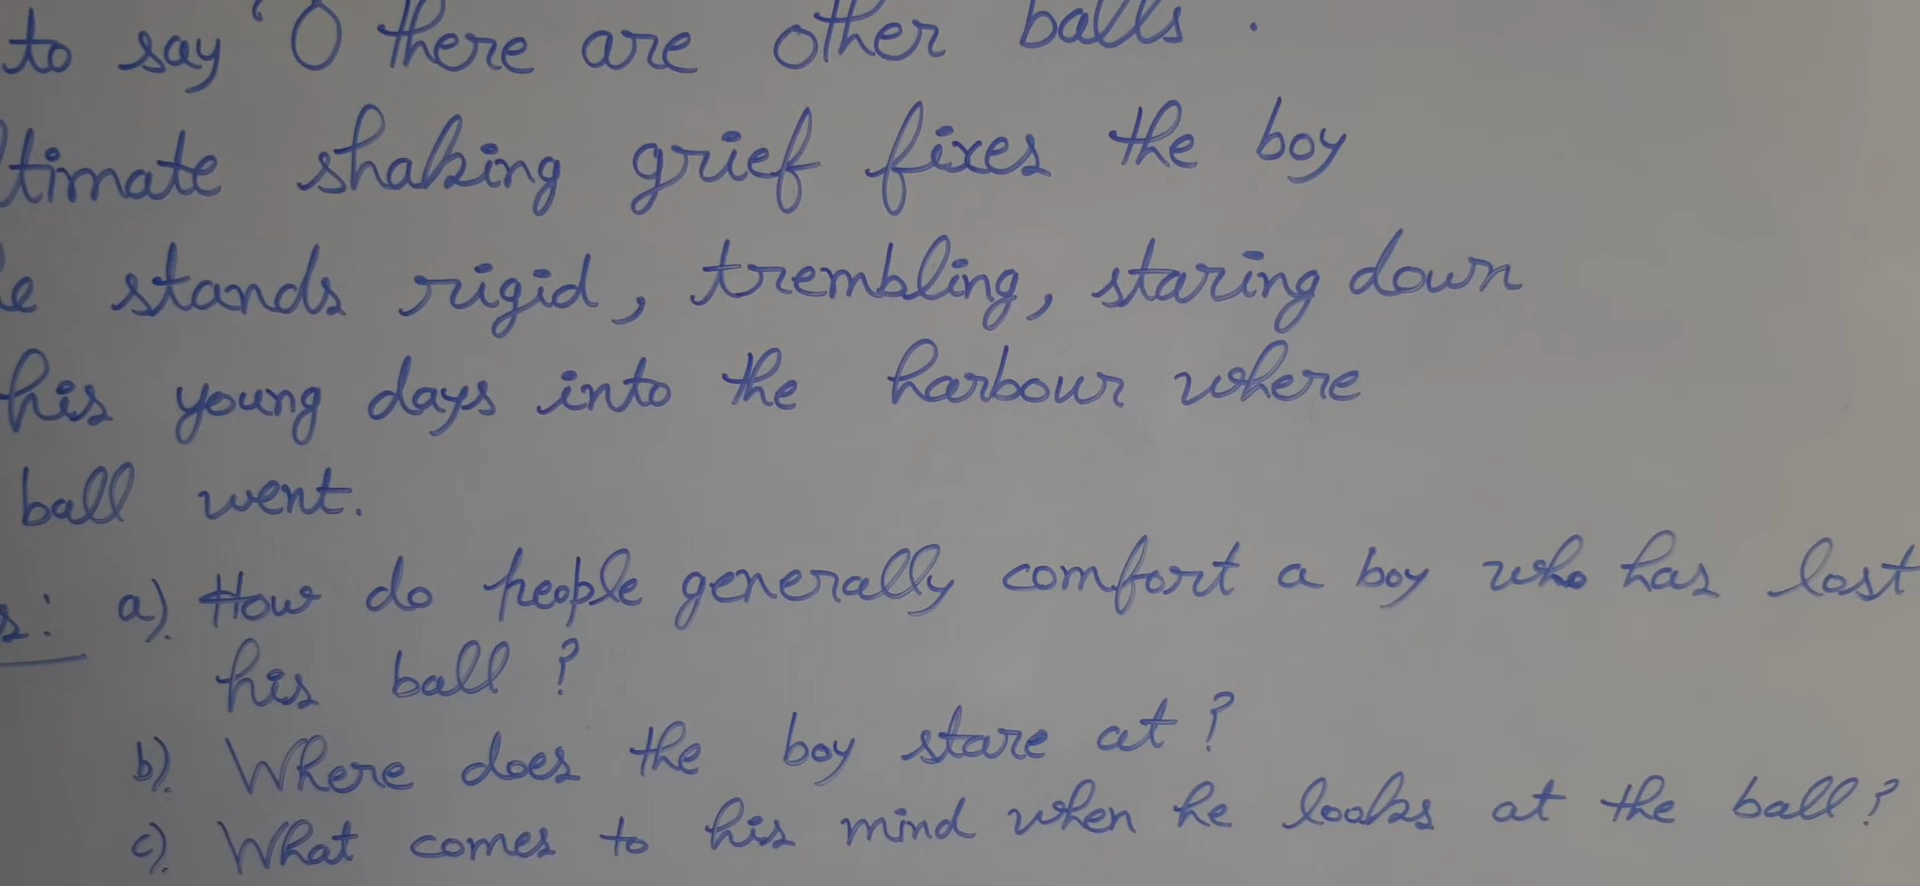 to say 'O there are other balls.
timate shaking grief fixes the boy
e stands rigid, trembling, staring down
his young days into the harbour where
ball went.
s: a). How do people generally comfort a boy who has lost
his ball ?
b). Where does the boy stare at ?
c). What comes to his mind when he looks at the ball ?